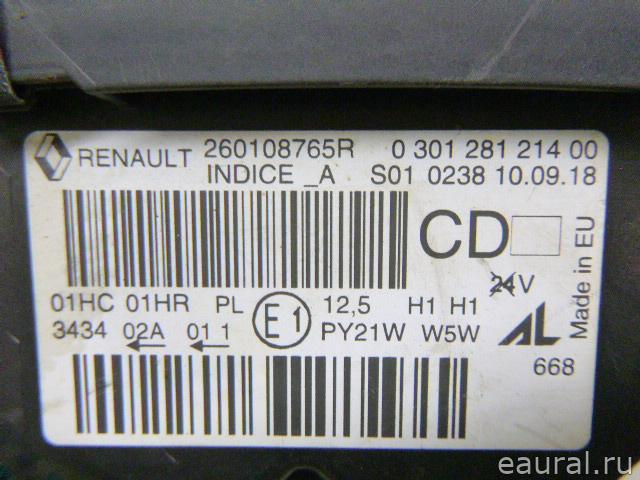 RENAULT 260108765R 0 301 281 214 00
INDICE _A S01 0238 10.09.18
CD
Made in EU
24V
01HC 01HR PL E1 12,5 H1 H1
3434 02A 01 1 PY21W W5W AL
668
eaural.ru